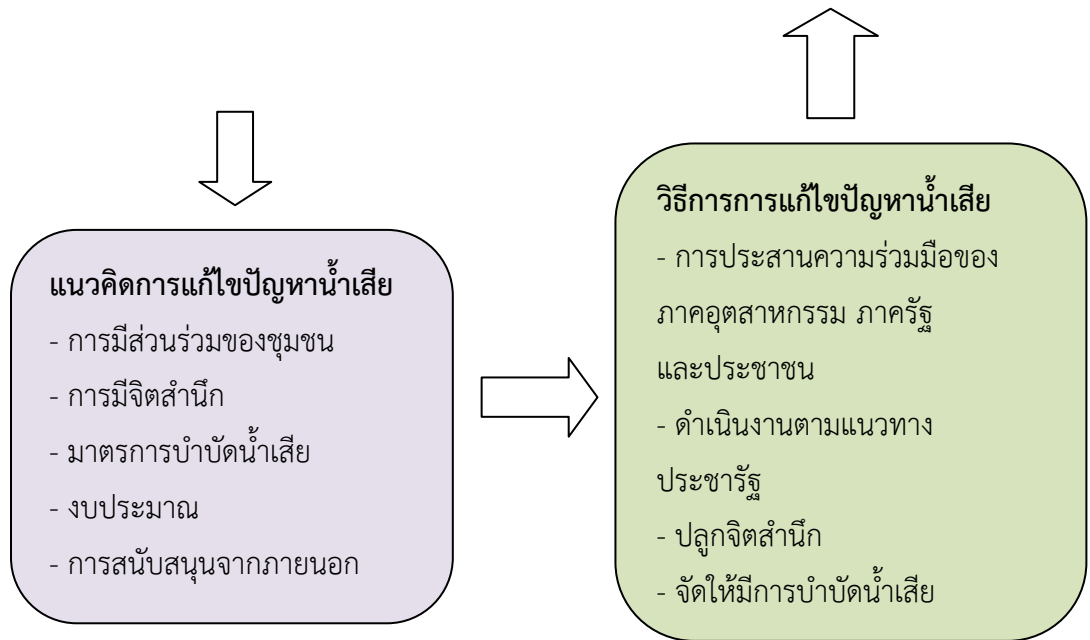 แนวคิดการแก้ไขปัญหาน้ำเสีย
- การมีส่วนร่วมของชุมชน
- การมีจิตสำนึก
- มาตรการบำบัดน้ำเสีย
- งบประมาณ
- การสนับสนุนจากภายนอก
วิธีการการแก้ไขปัญหาน้ำเสีย
- การประสานความร่วมมือของ
ภาคอุตสาหกรรม ภาครัฐ
และประชาชน
- ดำเนินงานตามแนวทาง
ประชารัฐ
- ปลูกจิตสำนึก
- จัดให้มีการบำบัดน้ำเสีย